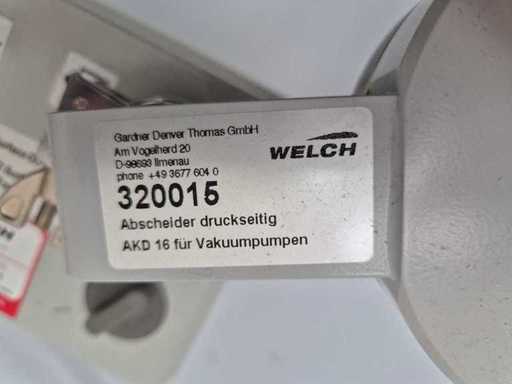 Gardner Denver Thomas GmbH
Am Vogelherd 20
D-98693 Ilmenau
phone +49 3677 604 0
WELCH
320015
Abscheider druckseitig
AKD 16 für Vakuumpumpen